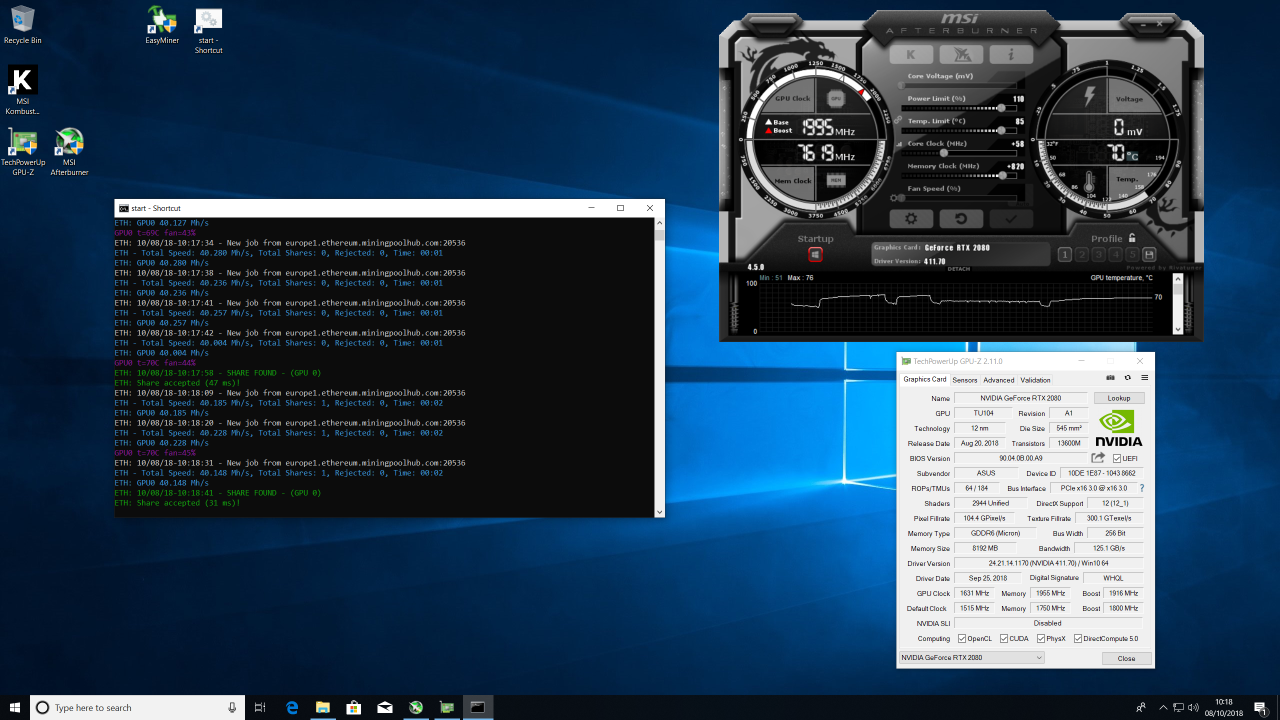 Recycle Bin
EasyMiner
start -
Shortcut
MSI
Kombust...
TechPowerUp
GPU-Z
MSI
Afterburner
start - Shortcut
ETH: GPU0 40.127 Mh/s
GPU0 t=69C fan=43%
ETH: 10/08/18-10:17:34 - New job from europe1.ethereum.miningpoolhub.com:20536
ETH - Total Speed: 40.280 Mh/s, Total Shares: 0, Rejected: 0, Time: 00:01
ETH: GPU0 40.280 Mh/s
ETH: 10/08/18-10:17:38 - New job from europe1.ethereum.miningpoolhub.com:20536
ETH - Total Speed: 40.236 Mh/s, Total Shares: 0, Rejected: 0, Time: 00:01
ETH: GPU0 40.236 Mh/s
ETH: 10/08/18-10:17:41 - New job from europe1.ethereum.miningpoolhub.com:20536
ETH - Total Speed: 40.257 Mh/s, Total Shares: 0, Rejected: 0, Time: 00:01
ETH: GPU0 40.257 Mh/s
ETH: 10/08/18-10:17:42 - New job from europe1.ethereum.miningpoolhub.com:20536
ETH - Total Speed: 40.004 Mh/s, Total Shares: 0, Rejected: 0, Time: 00:01
ETH: GPU0 40.004 Mh/s
GPU0 t=70C fan=44%
ETH: 10/08/18-10:17:58 - SHARE FOUND - (GPU 0)
ETH: Share accepted (47 ms)!
ETH: 10/08/18-10:18:09 - New job from europe1.ethereum.miningpoolhub.com:20536
ETH - Total Speed: 40.185 Mh/s, Total Shares: 1, Rejected: 0, Time: 00:02
ETH: GPU0 40.185 Mh/s
ETH: 10/08/18-10:18:20 - New job from europe1.ethereum.miningpoolhub.com:20536
ETH - Total Speed: 40.228 Mh/s, Total Shares: 1, Rejected: 0, Time: 00:02
ETH: GPU0 40.228 Mh/s
GPU0 t=70C fan=45%
ETH: 10/08/18-10:18:31 - New job from europe1.ethereum.miningpoolhub.com:20536
ETH - Total Speed: 40.148 Mh/s, Total Shares: 1, Rejected: 0, Time: 00:02
ETH: GPU0 40.148 Mh/s
ETH: 10/08/18-10:18:41 - SHARE FOUND - (GPU 0)
ETH: Share accepted (31 ms)!
msi
AFTERBURNER
K
i
GPU Clock
GPU
Base
Boost
1995 MHz
7619 MHz
Mem Clock
MEM
Core Voltage (mV)
Power Limit (%) 110
Temp. Limit (°C) 85
Core Clock (MHz) +50
Memory Clock (MHz) +820
Fan Speed (%)
Voltage
0 mV
70 °C
Temp.
Startup
Profile
1 2 3 4 5
Graphics Card: GeForce RTX 2080
Driver Version: 411.70
DETACH
4.5.0
Powered by Rivatuner
Min : 51 Max : 76
GPU temperature, °C
100
70
0
TechPowerUp GPU-Z 2.11.0
Graphics Card Sensors Advanced Validation
Name NVIDIA GeForce RTX 2080 Lookup
GPU TU104 Revision A1
Technology 12 nm Die Size 545 mm²
Release Date Aug 20, 2018 Transistors 13600M
NVIDIA
BIOS Version 90.04.0B.00.A9 UEFI
Subvendor ASUS Device ID 10DE 1E87 - 1043 8662
ROPs/TMUs 64 / 184 Bus Interface PCIe x16 3.0 @ x16 3.0 ?
Shaders 2944 Unified DirectX Support 12 (12_1)
Pixel Fillrate 104.4 GPixel/s Texture Fillrate 300.1 GTexel/s
Memory Type GDDR6 (Micron) Bus Width 256 Bit
Memory Size 8192 MB Bandwidth 125.1 GB/s
Driver Version 24.21.14.1170 (NVIDIA 411.70) / Win10 64
Driver Date Sep 25, 2018 Digital Signature WHQL
GPU Clock 1631 MHz Memory 1955 MHz Boost 1916 MHz
Default Clock 1515 MHz Memory 1750 MHz Boost 1800 MHz
NVIDIA SLI Disabled
Computing OpenCL CUDA PhysX DirectCompute 5.0
NVIDIA GeForce RTX 2080 Close
Type here to search
10:18
08/10/2018
1